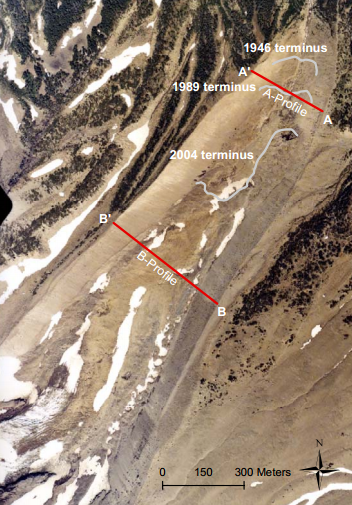 1946 terminus
A'
1989 terminus
A-Profile
A
2004 terminus
B'
B-Profile
B
N
0 150 300 Meters